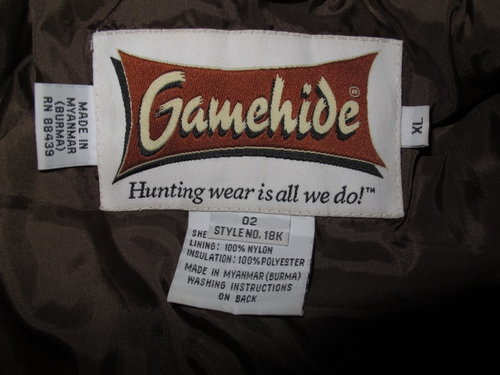 Gamehide®
Hunting wear is all we do!™
MADE IN
MYANMAR
(BURMA)
RN 88439
XL
02
STYLE NO. 18K
SHE
LINING: 100% NYLON
INSULATION: 100% POLYESTER
MADE IN MYANMAR (BURMA)
WASHING INSTRUCTIONS
ON BACK